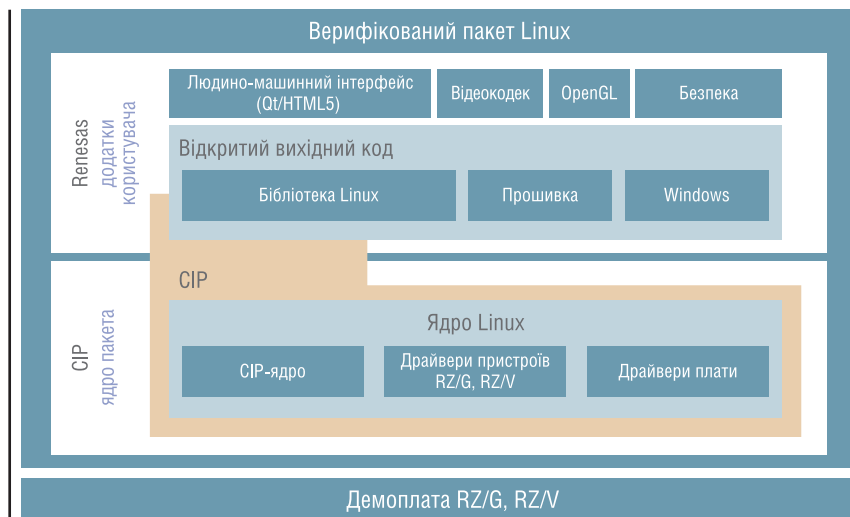 Верифікований пакет Linux
Renesas
додатки
користувача
Людино-машинний інтерфейс
(Qt/HTML5)
Відеокодек
OpenGL
Безпека
Відкритий вихідний код
Бібліотека Linux
Прошивка
Windows
CIP
ядро пакета
CIP
Ядро Linux
CIP-ядро
Драйвери пристроїв
RZ/G, RZ/V
Драйвери плати
Демоплата RZ/G, RZ/V